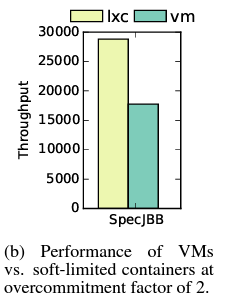 lxc vm
30000
25000
20000
15000
10000
5000
0
Throughput
SpecJBB
(b) Performance of VMs
vs. soft-limited containers at
overcommitment factor of 2.